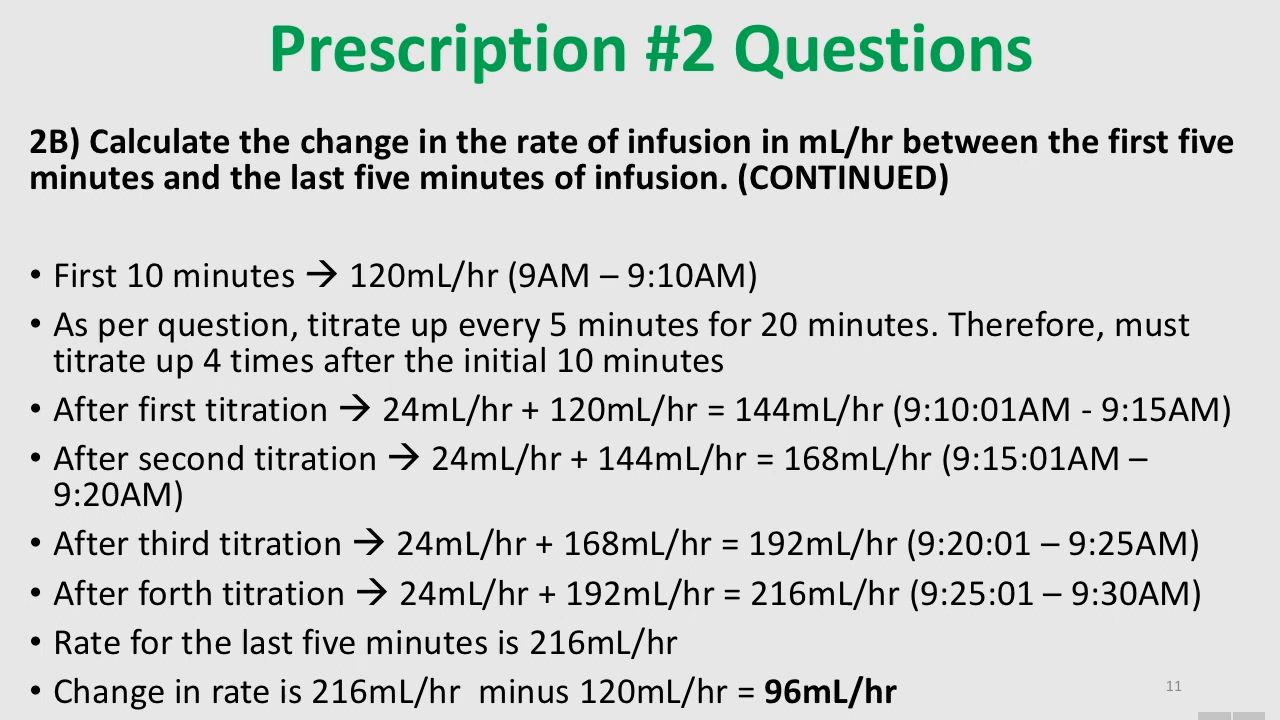 Prescription #2 Questions
2B) Calculate the change in the rate of infusion in mL/hr between the first five
minutes and the last five minutes of infusion. (CONTINUED)
• First 10 minutes → 120mL/hr (9AM – 9:10AM)
• As per question, titrate up every 5 minutes for 20 minutes. Therefore, must
titrate up 4 times after the initial 10 minutes
• After first titration → 24mL/hr + 120mL/hr = 144mL/hr (9:10:01AM - 9:15AM)
• After second titration → 24mL/hr + 144mL/hr = 168mL/hr (9:15:01AM –
9:20AM)
• After third titration → 24mL/hr + 168mL/hr = 192mL/hr (9:20:01 – 9:25AM)
• After forth titration → 24mL/hr + 192mL/hr = 216mL/hr (9:25:01 – 9:30AM)
• Rate for the last five minutes is 216mL/hr
• Change in rate is 216mL/hr  minus 120mL/hr = 96mL/hr
11